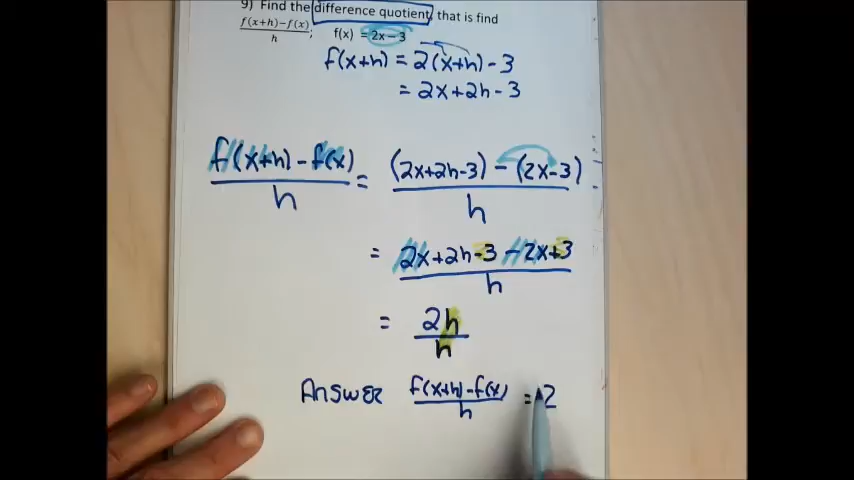 9) Find the difference quotient, that is find
f(x+h)−f(x)/h; f(x) = 2x−3
f(x+h) = 2(x+h) - 3
= 2x+2h-3
f(x+h) - f(x)/h = (2x+2h-3) - (2x-3)/h
= 2x+2h-3-2x+3/h
= 2h/h
Answer f(x+h)-f(x)/h = 2